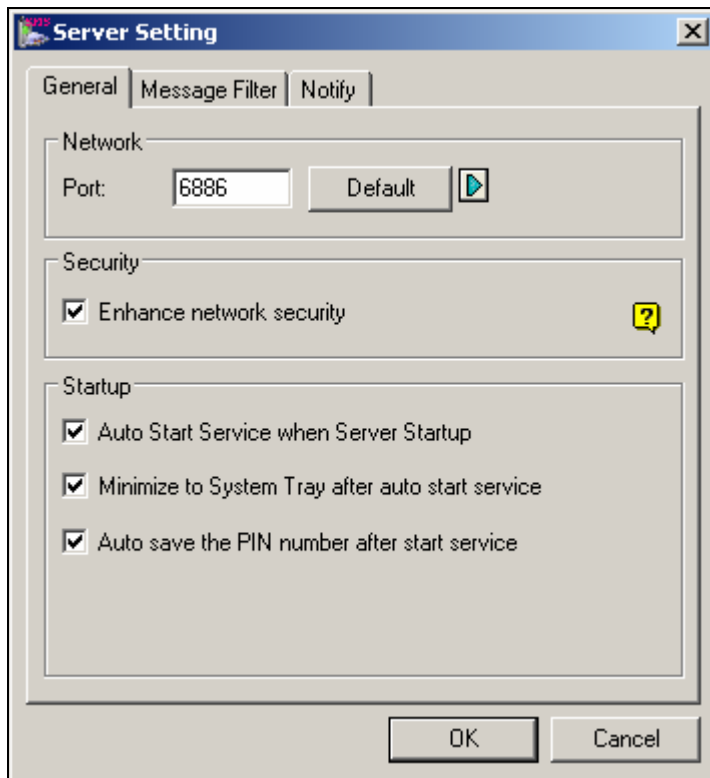 Server Setting
General Message Filter Notify
Network
Port: 6886 Default
Security
Enhance network security
?
Startup
Auto Start Service when Server Startup
Minimize to System Tray after auto start service
Auto save the PIN number after start service
OK Cancel